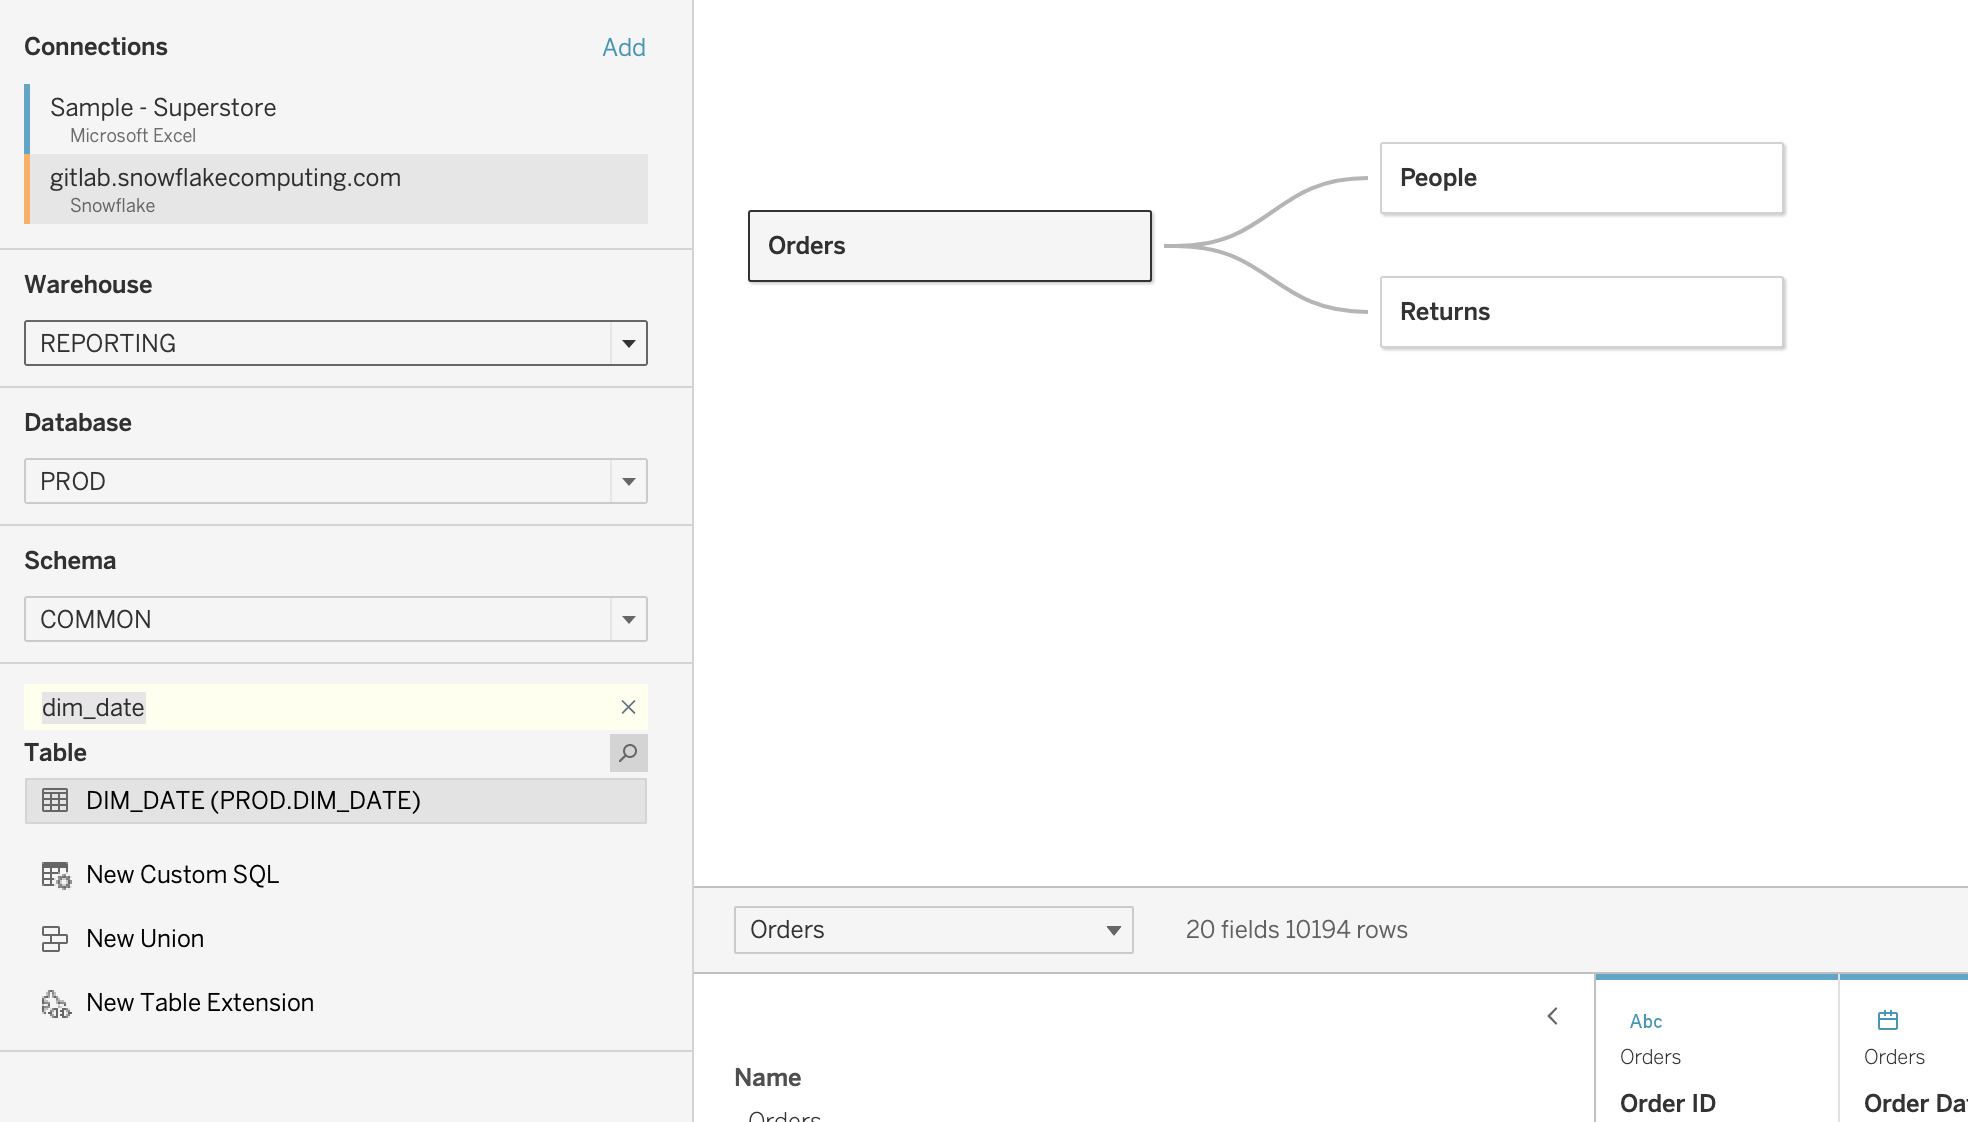 Connections
Add
Sample - Superstore
Microsoft Excel
gitlab.snowflakecomputing.com
Snowflake
Warehouse
REPORTING
Database
PROD
Schema
COMMON
dim_date
Table
DIM_DATE (PROD.DIM_DATE)
New Custom SQL
New Union
New Table Extension
Orders
People
Returns
Orders
20 fields 10194 rows
Name
Orders
Abc
Orders
Order ID
Orders
Order Da